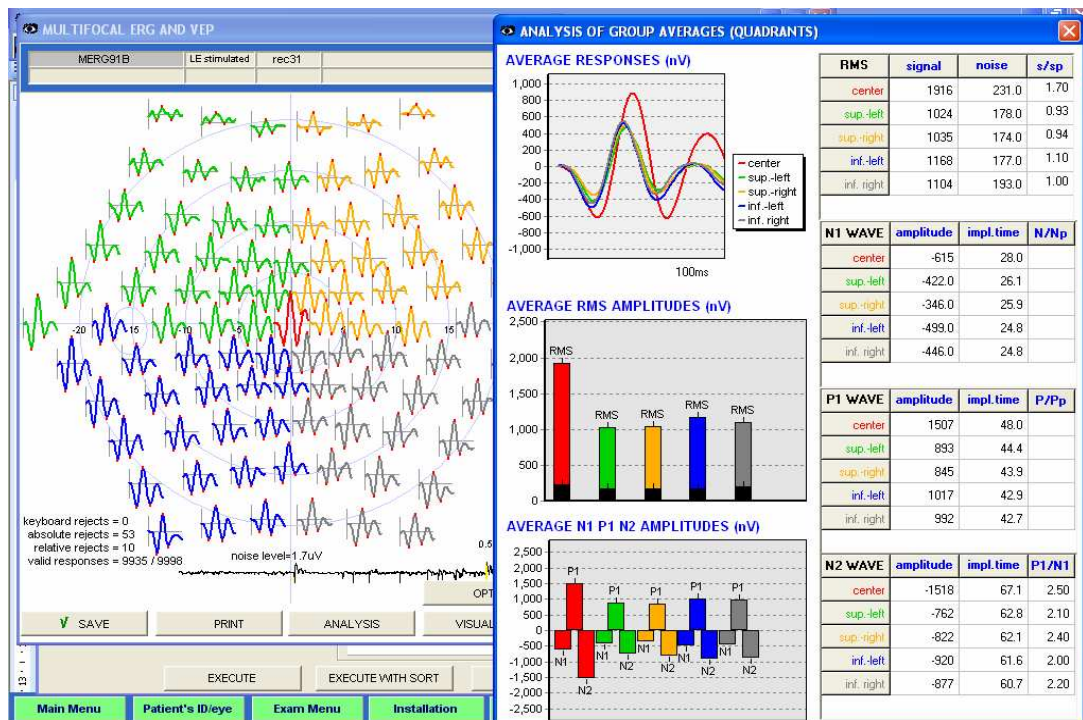 MULTIFOCAL ERG AND VEP
MERG91B LE stimulated rec31
-20 -15 -10 -5 5 10 15
keyboard rejects = 0
absolute rejects = 53
relative rejects = 10
valid responses = 9935 / 9998
noise level=1.7uV
0.5
OPT
SAVE PRINT ANALYSIS VISUAL
EXECUTE EXECUTE WITH SORT
Main Menu Patient's ID/eye Exam Menu Installation
ANALYSIS OF GROUP AVERAGES (QUADRANTS)
AVERAGE RESPONSES (nV)
1,000
800
600
400
200
0
-200
-400
-600
-800
-1,000
center
sup.-left
sup.-right
inf.-left
inf. right
100ms
AVERAGE RMS AMPLITUDES (nV)
2,500
2,000
1,500
1,000
500
0
RMS RMS RMS RMS RMS
AVERAGE N1 P1 N2 AMPLITUDES (nV)
2,500
2,000
1,500
1,000
500
0
-500
-1,000
-1,500
-2,000
-2,500
P1 P1 P1 P1 P1
N1 N1 N1 N1 N1
N2 N2 N2 N2 N2
RMS signal noise s/sp
center 1916 231.0 1.70
sup.-left 1024 178.0 0.93
sup.-right 1035 174.0 0.94
inf.-left 1168 177.0 1.10
inf. right 1104 193.0 1.00
N1 WAVE amplitude impl.time N/Np
center -615 28.0
sup.-left -422.0 26.1
sup.-right -346.0 25.9
inf.-left -499.0 24.8
inf. right -446.0 24.8
P1 WAVE amplitude impl.time P/Pp
center 1507 48.0
sup.-left 893 44.4
sup.-right 845 43.9
inf.-left 1017 42.9
inf. right 992 42.7
N2 WAVE amplitude impl.time P1/N1
center -1518 67.1 2.50
sup.-left -762 62.8 2.10
sup.-right -822 62.1 2.40
inf.-left -920 61.6 2.00
inf. right -877 60.7 2.20